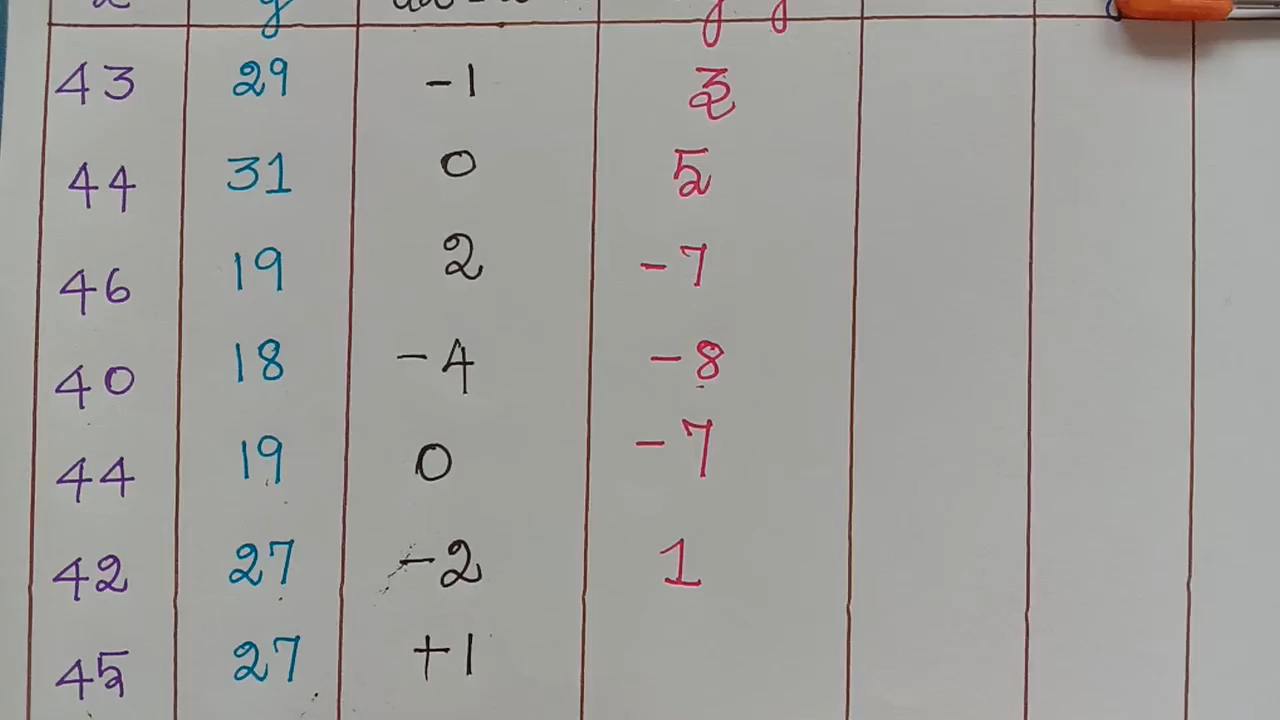 43 29 -1 3
44 31 0 5
46 19 2 -7
40 18 -4 -8
44 19 0 -7
42 27 -2 1
45 27 +1